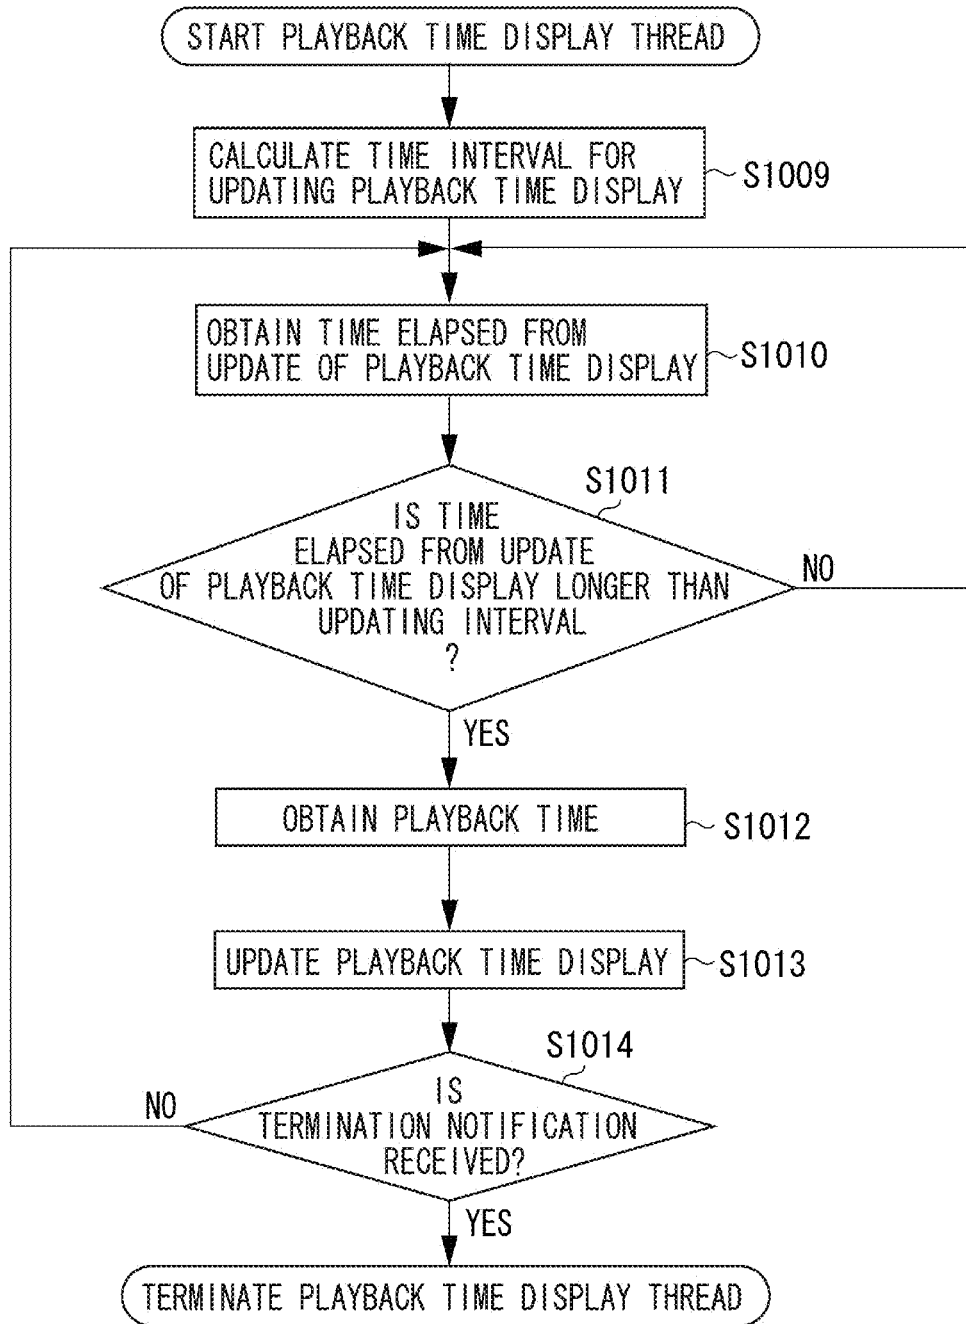 START PLAYBACK TIME DISPLAY THREAD
CALCULATE TIME INTERVAL FOR
UPDATING PLAYBACK TIME DISPLAY
S1009
OBTAIN TIME ELAPSED FROM
UPDATE OF PLAYBACK TIME DISPLAY
S1010
S1011
IS TIME
ELAPSED FROM UPDATE
OF PLAYBACK TIME DISPLAY LONGER THAN
UPDATING INTERVAL
?
NO
YES
OBTAIN PLAYBACK TIME
S1012
UPDATE PLAYBACK TIME DISPLAY
S1013
S1014
IS
TERMINATION NOTIFICATION
RECEIVED?
NO
YES
TERMINATE PLAYBACK TIME DISPLAY THREAD